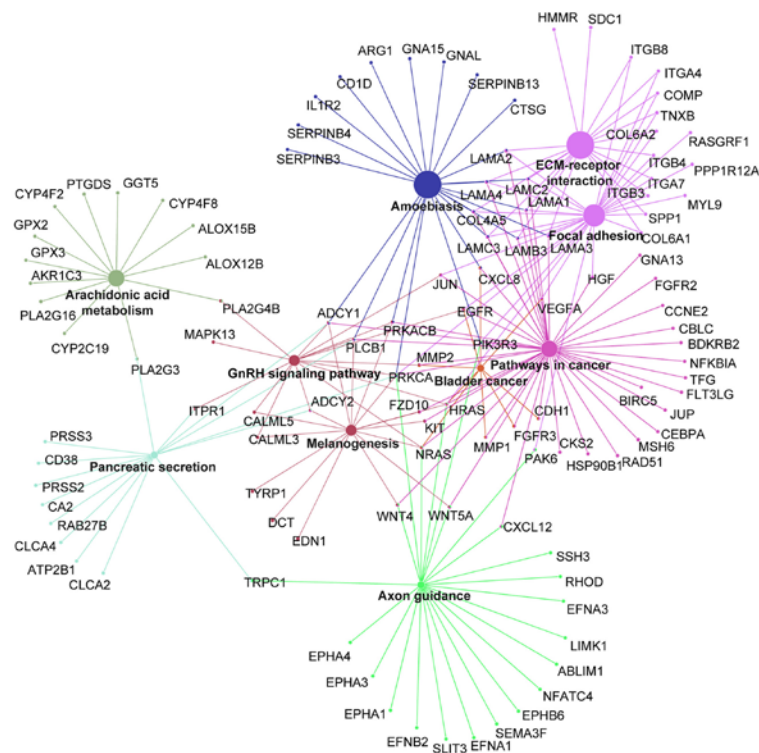 HMMR
SDC1
ARG1
GNA15
GNAL
ITGB8
CD1D
SERPINB13
ITGA4
IL1R2
CTSG
COMP
TNXB
SERPINB4
COL6A2
RASGRF1
SERPINB3
LAMA2
ECM-receptor
interaction
ITGB4
PPP1R12A
PTGDS
GGT5
CYP4F2
CYP4F8
Amoebiasis
LAMA4
LAMC2
LAMA1
ITGB3
ITGA7
MYL9
GPX2
ALOX15B
COL4A5
Focal adhesion
SPP1
GPX3
ALOX12B
LAMC3
LAMB3
LAMA3
COL6A1
AKR1C3
Arachidonic acid
metabolism
JUN
CXCL8
HGF
GNA13
FGFR2
PLA2G16
PLA2G4B
ADCY1
EGFR
VEGFA
CCNE2
CYP2C19
MAPK13
PRKACB
CBLC
PLCB1
PIK3R3
BDKRB2
PLA2G3
GnRH signaling pathway
MMP2
Pathways in cancer
NFKBIA
PRKCA
Bladder cancer
TFG
FLT3LG
ITPR1
ADCY2
FZD10
HRAS
CDH1
BIRC5
JUP
CALML5
KIT
CEBPA
CALML3
Melanogenesis
MMP1
FGFR3
CKS2
MSH6
PRSS3
NRAS
PAK6
HSP90B1
RAD51
CD38
Pancreatic secretion
PRSS2
TYRP1
CA2
WNT4
WNT5A
RAB27B
DCT
CXCL12
CLCA4
EDN1
ATP2B1
SSH3
CLCA2
TRPC1
RHOD
Axon guidance
EFNA3
LIMK1
EPHA4
ABLIM1
EPHA3
NFATC4
EPHA1
EPHB6
SEMA3F
EFNB2
SLIT3
EFNA1